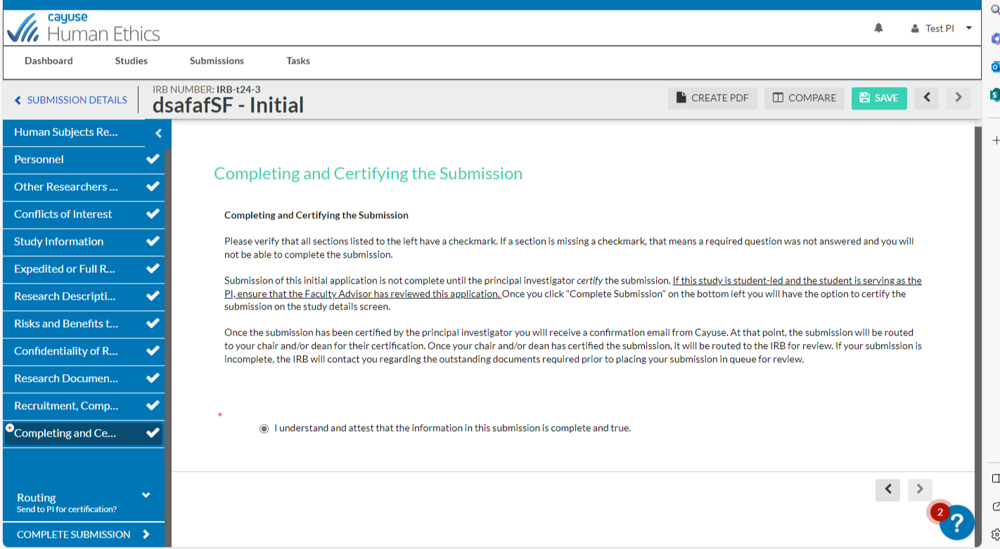 cayuse
Human Ethics
Test PI
Dashboard Studies Submissions Tasks
SUBMISSION DETAILS
IRB NUMBER: IRB-t24-3
dsafafSF - Initial
CREATE PDF COMPARE SAVE
Human Subjects Re...
Personnel
Other Researchers ...
Conflicts of Interest
Study Information
Expedited or Full R...
Research Descripti...
Risks and Benefits t...
Confidentiality of R...
Research Documen...
Recruitment, Comp...
*
Completing and Ce...
Routing
Send to PI for certification?
COMPLETE SUBMISSION
Completing and Certifying the Submission
Completing and Certifying the Submission
Please verify that all sections listed to the left have a checkmark. If a section is missing a checkmark, that means a required question was not answered and you will
not be able to complete the submission.
Submission of this initial application is not complete until the principal investigator certify the submission. If this study is student-led and the student is serving as the
PI, ensure that the Faculty Advisor has reviewed this application. Once you click "Complete Submission" on the bottom left you will have the option to certify the
submission on the study details screen.
Once the submission has been certified by the principal investigator you will receive a confirmation email from Cayuse. At that point, the submission will be routed
to your chair and/or dean for their certification. Once your chair and/or dean has certified the submission, it will be routed to the IRB for review. If your submission is
incomplete, the IRB will contact you regarding the outstanding documents required prior to placing your submission in queue for review.
*
I understand and attest that the information in this submission is complete and true.
2
?
S